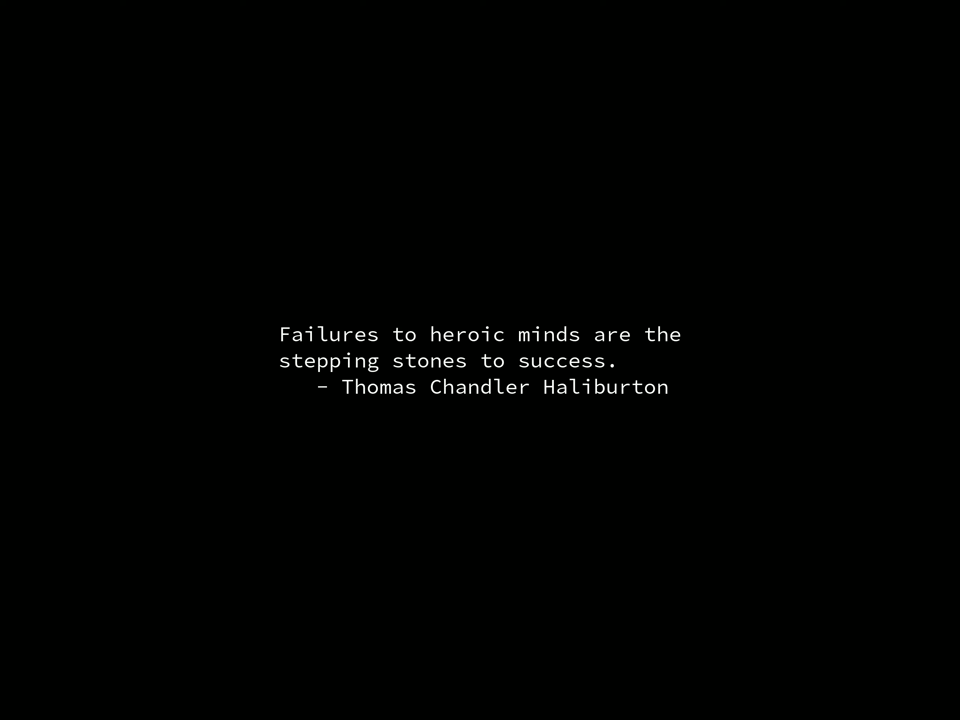 Failures to heroic minds are the
stepping stones to success.
- Thomas Chandler Haliburton